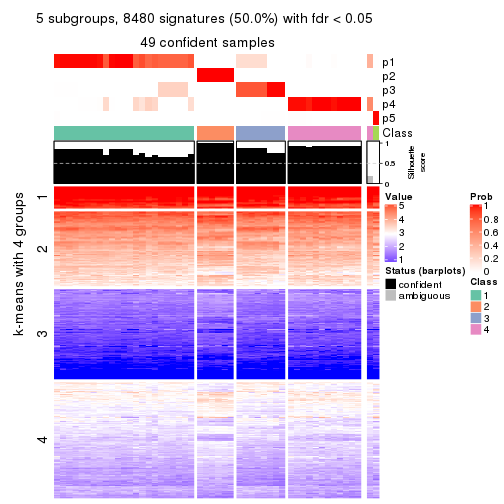 5 subgroups, 8480 signatures (50.0%) with fdr < 0.05
49 confident samples
p1
p2
p3
p4
p5
Class
1
0.5
0
Silhouette
score
k-means with 4 groups
1
2
3
4
Value
5
4
3
2
1
Status (barplots)
confident
ambiguous
Prob
1
0.8
0.6
0.4
0.2
0
Class
1
2
3
4